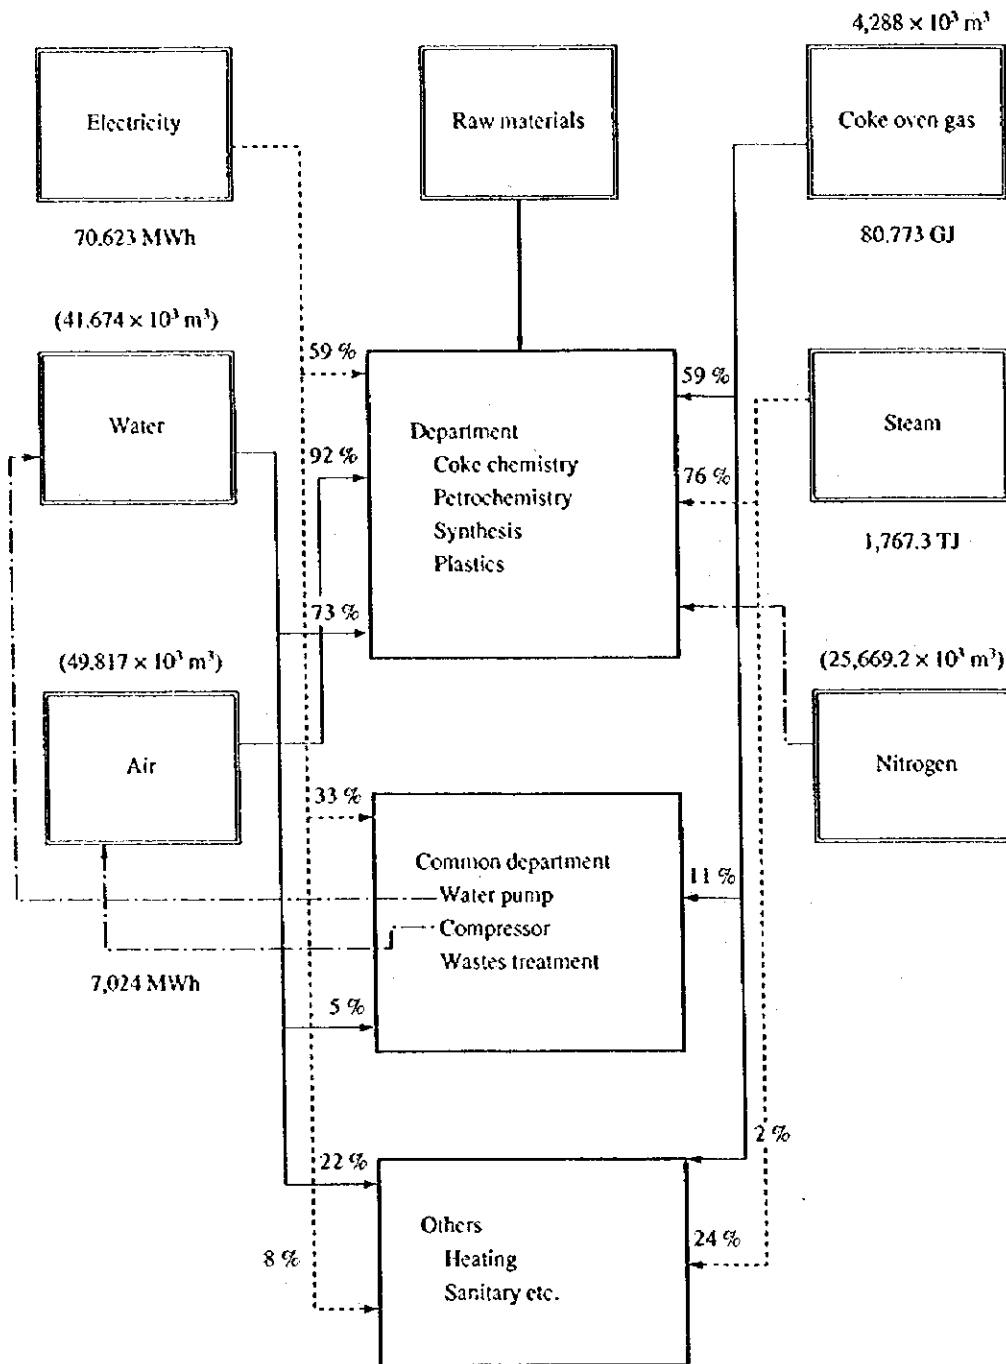 4,288 × 10³ m³
Electricity
Raw materials
Coke oven gas
70.623 MWh
80.773 GJ
(41.674 × 10³ m³)
59 %
59 %
Water
Steam
Department
Coke chemistry
Petrochemistry
Synthesis
Plastics
92 %
76 %
1,767.3 TJ
73 %
(49.817 × 10³ m³)
(25,669.2 × 10³ m³)
Air
Nitrogen
33 %
Common department
Water pump
Compressor
Wastes treatment
11 %
7,024 MWh
5 %
2 %
22 %
Others
Heating
Sanitary etc.
24 %
8 %